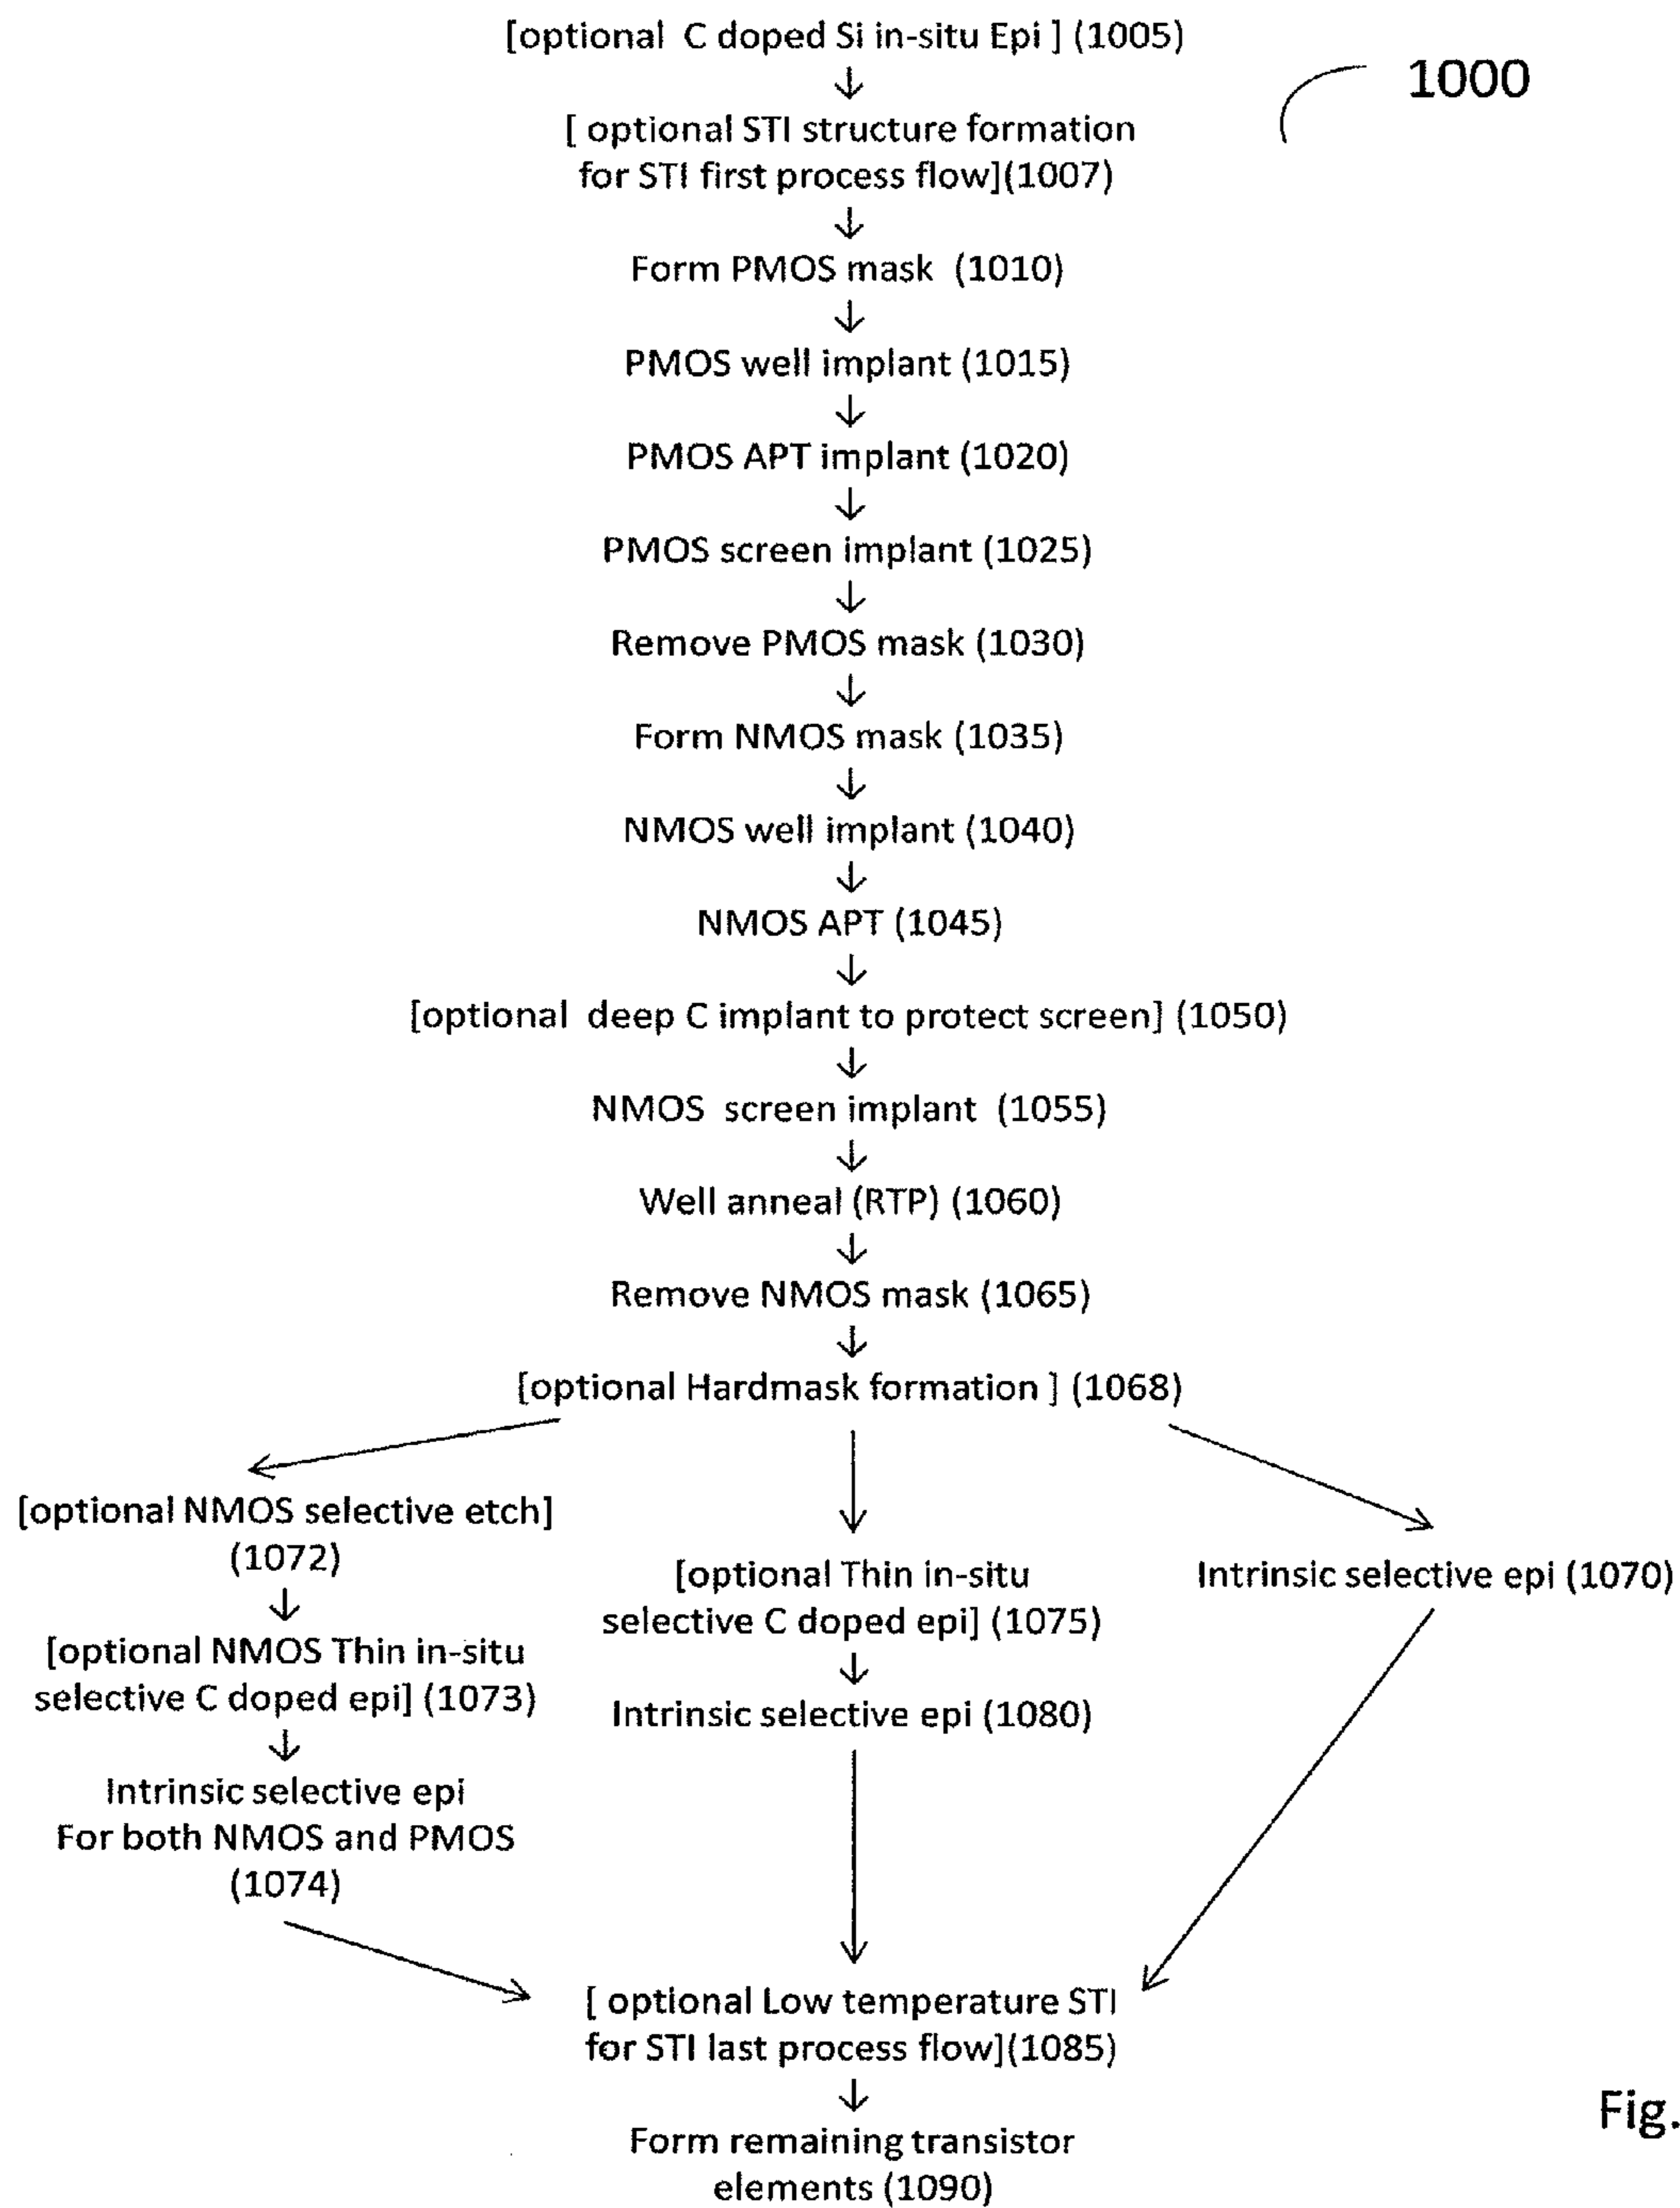 [optional C doped Si in-situ Epi ] (1005)
1000
[ optional STI structure formation
for STI first process flow](1007)
Form PMOS mask (1010)
PMOS well implant (1015)
PMOS APT implant (1020)
PMOS screen implant (1025)
Remove PMOS mask (1030)
Form NMOS mask (1035)
NMOS well implant (1040)
NMOS APT (1045)
[optional deep C implant to protect screen] (1050)
NMOS screen implant (1055)
Well anneal (RTP) (1060)
Remove NMOS mask (1065)
[optional Hardmask formation ] (1068)
[optional NMOS selective etch]
(1072)
[optional NMOS Thin in-situ
selective C doped epi] (1073)
Intrinsic selective epi
For both NMOS and PMOS
(1074)
[optional Thin in-situ
selective C doped epi] (1075)
Intrinsic selective epi (1080)
Intrinsic selective epi (1070)
[ optional Low temperature STI
for STI last process flow](1085)
Form remaining transistor
elements (1090)
Fig.